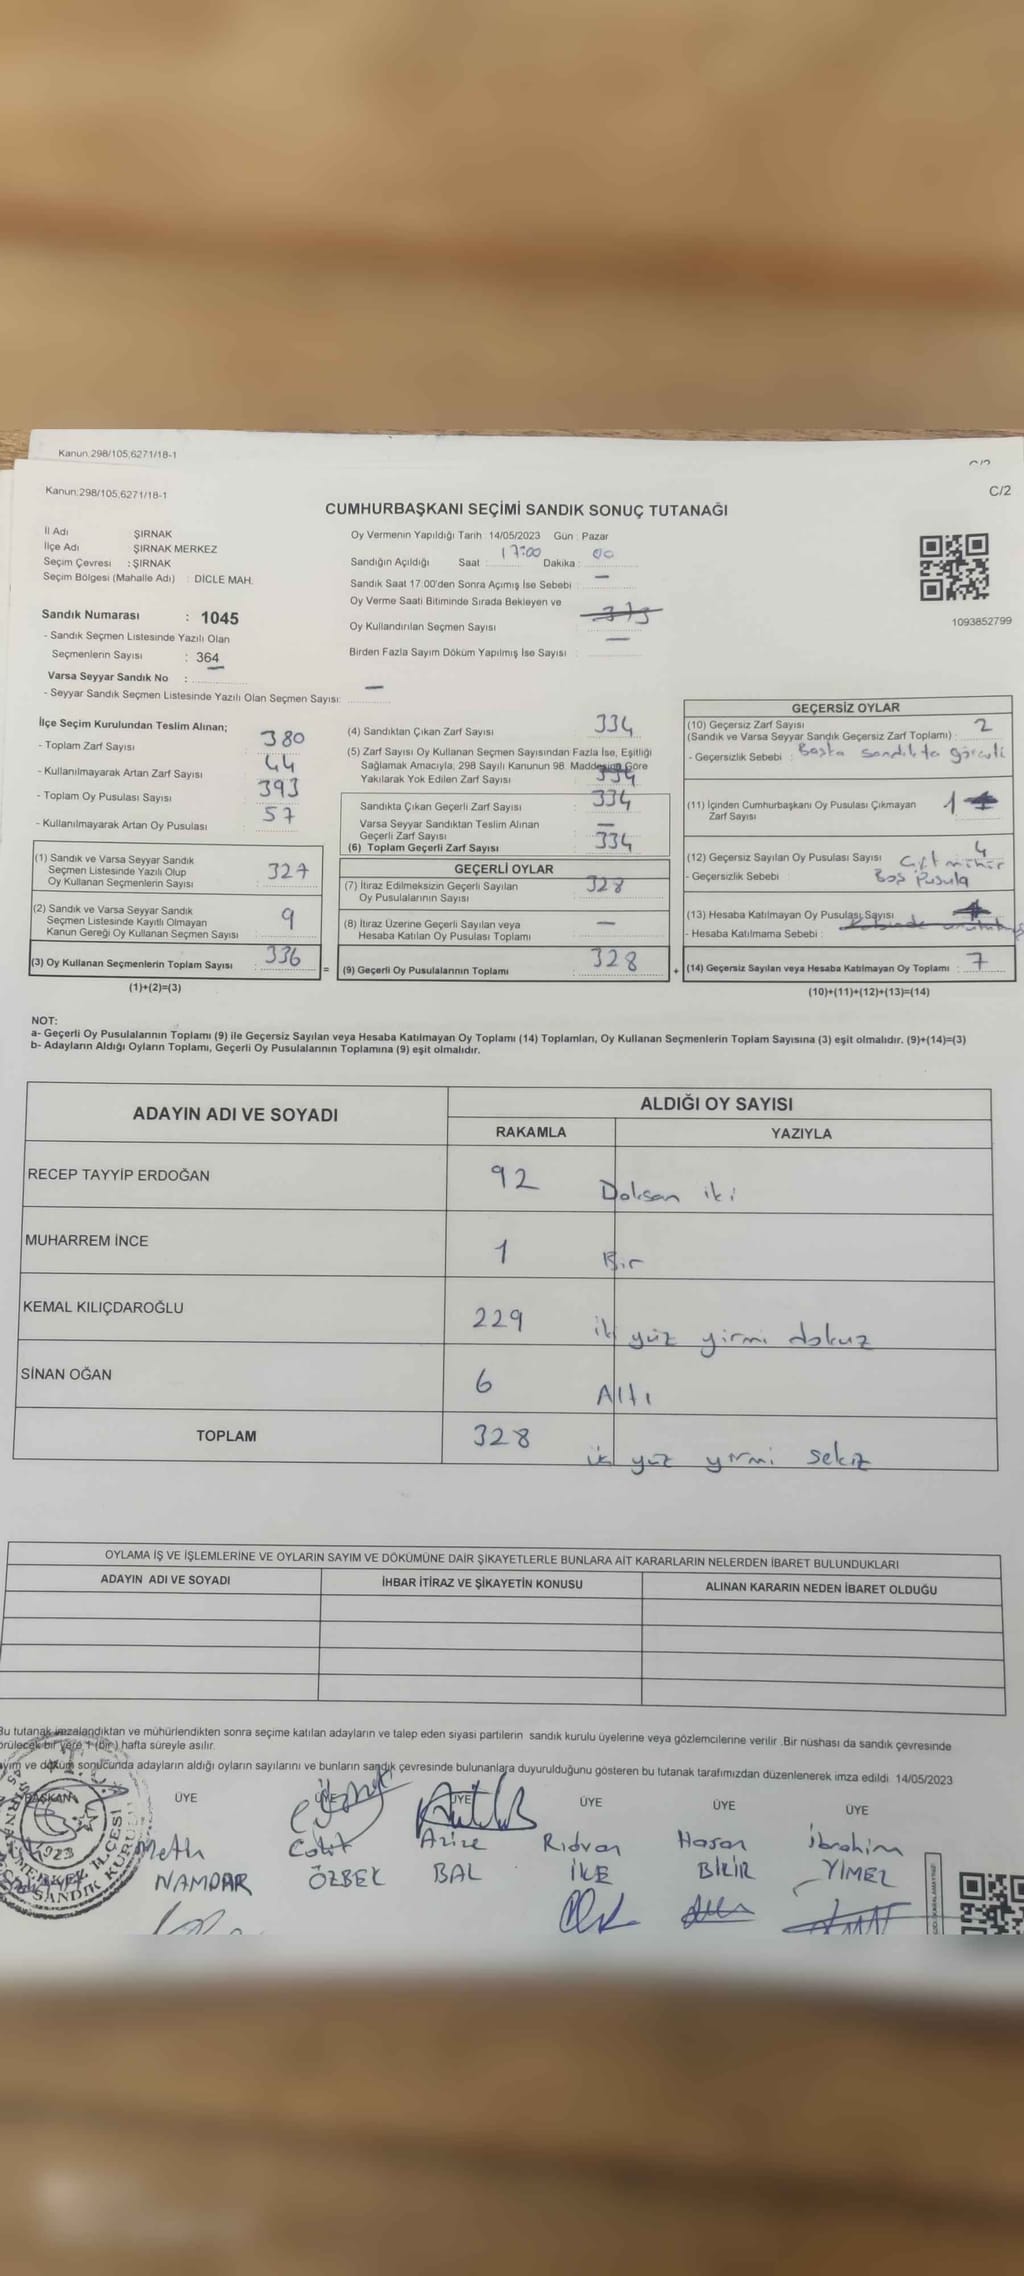 Kanun.298/105,6271/18-1
C/2
Kanun:298/105,6271/18-1
C/2
CUMHURBAŞKANI SEÇİMİ SANDIK SONUÇ TUTANAĞI
İl Adı ŞIRNAK
İlçe Adı ŞIRNAK MERKEZ
Seçim Çevresi : ŞIRNAK
Seçim Bölgesi (Mahalle Adı) : DİCLE MAH.
Sandık Numarası : 1045
- Sandık Seçmen Listesinde Yazılı Olan
Seçmenlerin Sayısı : 364
Varsa Seyyar Sandık No :
- Seyyar Sandık Seçmen Listesinde Yazılı Olan Seçmen Sayısı: —
Oy Vermenin Yapıldığı Tarih 14/05/2023 Gün : Pazar
Sandığın Açıldığı Saat : 17:00 Dakika : 00
Sandık Saat 17.00'den Sonra Açımış İse Sebebi : —
Oy Verme Saati Bitiminde Sırada Bekleyen ve
Oy Kullandırılan Seçmen Sayısı
Birden Fazla Sayım Döküm Yapılmış İse Sayısı : —
1093852799
İlçe Seçim Kurulundan Teslim Alınan;
- Toplam Zarf Sayısı : 380
- Kullanılmayarak Artan Zarf Sayısı : 44
- Toplam Oy Pusulası Sayısı : 393
- Kullanılmayarak Artan Oy Pusulası : 57
(1) Sandık ve Varsa Seyyar Sandık
Seçmen Listesinde Yazılı Olup
Oy Kullanan Seçmenlerin Sayısı : 327
(2) Sandık ve Varsa Seyyar Sandık
Seçmen Listesinde Kayıtlı Olmayan
Kanun Gereği Oy Kullanan Seçmen Sayısı : 9
(3) Oy Kullanan Seçmenlerin Toplam Sayısı : 336
(1)+(2)=(3)
(4) Sandıktan Çıkan Zarf Sayısı : 334
(5) Zarf Sayısı Oy Kullanan Seçmen Sayısından Fazla İse, Eşitliği
Sağlamak Amacıyla, 298 Sayılı Kanunun 98. Maddesine Göre
Yakılarak Yok Edilen Zarf Sayısı : 334
Sandıkta Çıkan Geçerli Zarf Sayısı : 334
Varsa Seyyar Sandıktan Teslim Alınan
Geçerli Zarf Sayısı : —
(6) Toplam Geçerli Zarf Sayısı : 334
=
GEÇERLİ OYLAR
(7) İtiraz Edilmeksizin Geçerli Sayılan
Oy Pusulalarının Sayısı : 328
(8) İtiraz Üzerine Geçerli Sayılan veya
Hesaba Katılan Oy Pusulası Toplamı : —
(9) Geçerli Oy Pusulalarının Toplamı : 328
+
GEÇERSİZ OYLAR
(10) Geçersiz Zarf Sayısı
(Sandık ve Varsa Seyyar Sandık Geçersiz Zarf Toplamı) : 2
- Geçersizlik Sebebi : Başka sandıkta görevli
(11) İçinden Cumhurbaşkanı Oy Pusulası Çıkmayan
Zarf Sayısı 1
(12) Geçersiz Sayılan Oy Pusulası Sayısı : 4
- Geçersizlik Sebebi : Çift mühür
Boş Pusula
(13) Hesaba Katılmayan Oy Pusulası Sayısı
- Hesaba Katılmama Sebebi :
(14) Geçersiz Sayılan veya Hesaba Katılmayan Oy Toplamı : 7
(10)+(11)+(12)+(13)=(14)
NOT:
a- Geçerli Oy Pusulalarının Toplamı (9) ile Geçersiz Sayılan veya Hesaba Katılmayan Oy Toplamı (14) Toplamları, Oy Kullanan Seçmenlerin Toplam Sayısına (3) eşit olmalıdır. (9)+(14)=(3)
b- Adayların Aldığı Oyların Toplamı, Geçerli Oy Pusulalarının Toplamına (9) eşit olmalıdır.
ADAYIN ADI VE SOYADI
ALDIĞI OY SAYISI
RAKAMLA YAZIYLA
RECEP TAYYİP ERDOĞAN 92 Doksan iki
MUHARREM İNCE 1 Bir
KEMAL KILIÇDAROĞLU 229 iki yüz yirmi dokuz
SİNAN OĞAN 6 Altı
TOPLAM 328 üç yüz yirmi sekiz
OYLAMA İŞ VE İŞLEMLERİNE VE OYLARIN SAYIM VE DÖKÜMÜNE DAİR ŞİKAYETLERLE BUNLARA AİT KARARLARIN NELERDEN İBARET BULUNDUKLARI
ADAYIN ADI VE SOYADI İHBAR İTİRAZ VE ŞİKAYETİN KONUSU ALINAN KARARIN NEDEN İBARET OLDUĞU
Bu tutanak imzalandıktan ve mühürlendikten sonra seçime katılan adayların ve talep eden siyasi partilerin sandık kurulu üyelerine veya gözlemcilerine verilir .Bir nüshası da sandık çevresinde
örülecek bir yere 1 (bir) hafta süreyle asılır.
ayım ve döküm sonucunda adayların aldığı oyların sayılarını ve bunların sandık çevresinde bulunanlara duyurulduğunu gösteren bu tutanak tarafımızdan düzenlenerek imza edildi 14/05/2023
BAŞKAN ÜYE ÜYE ÜYE ÜYE ÜYE ÜYE
Azize Rıdvan Hasan İbrahim
NAMDAR ÖZBEK BAL İKE BİLİR YİMEZ
1923
SANDIK KURULU